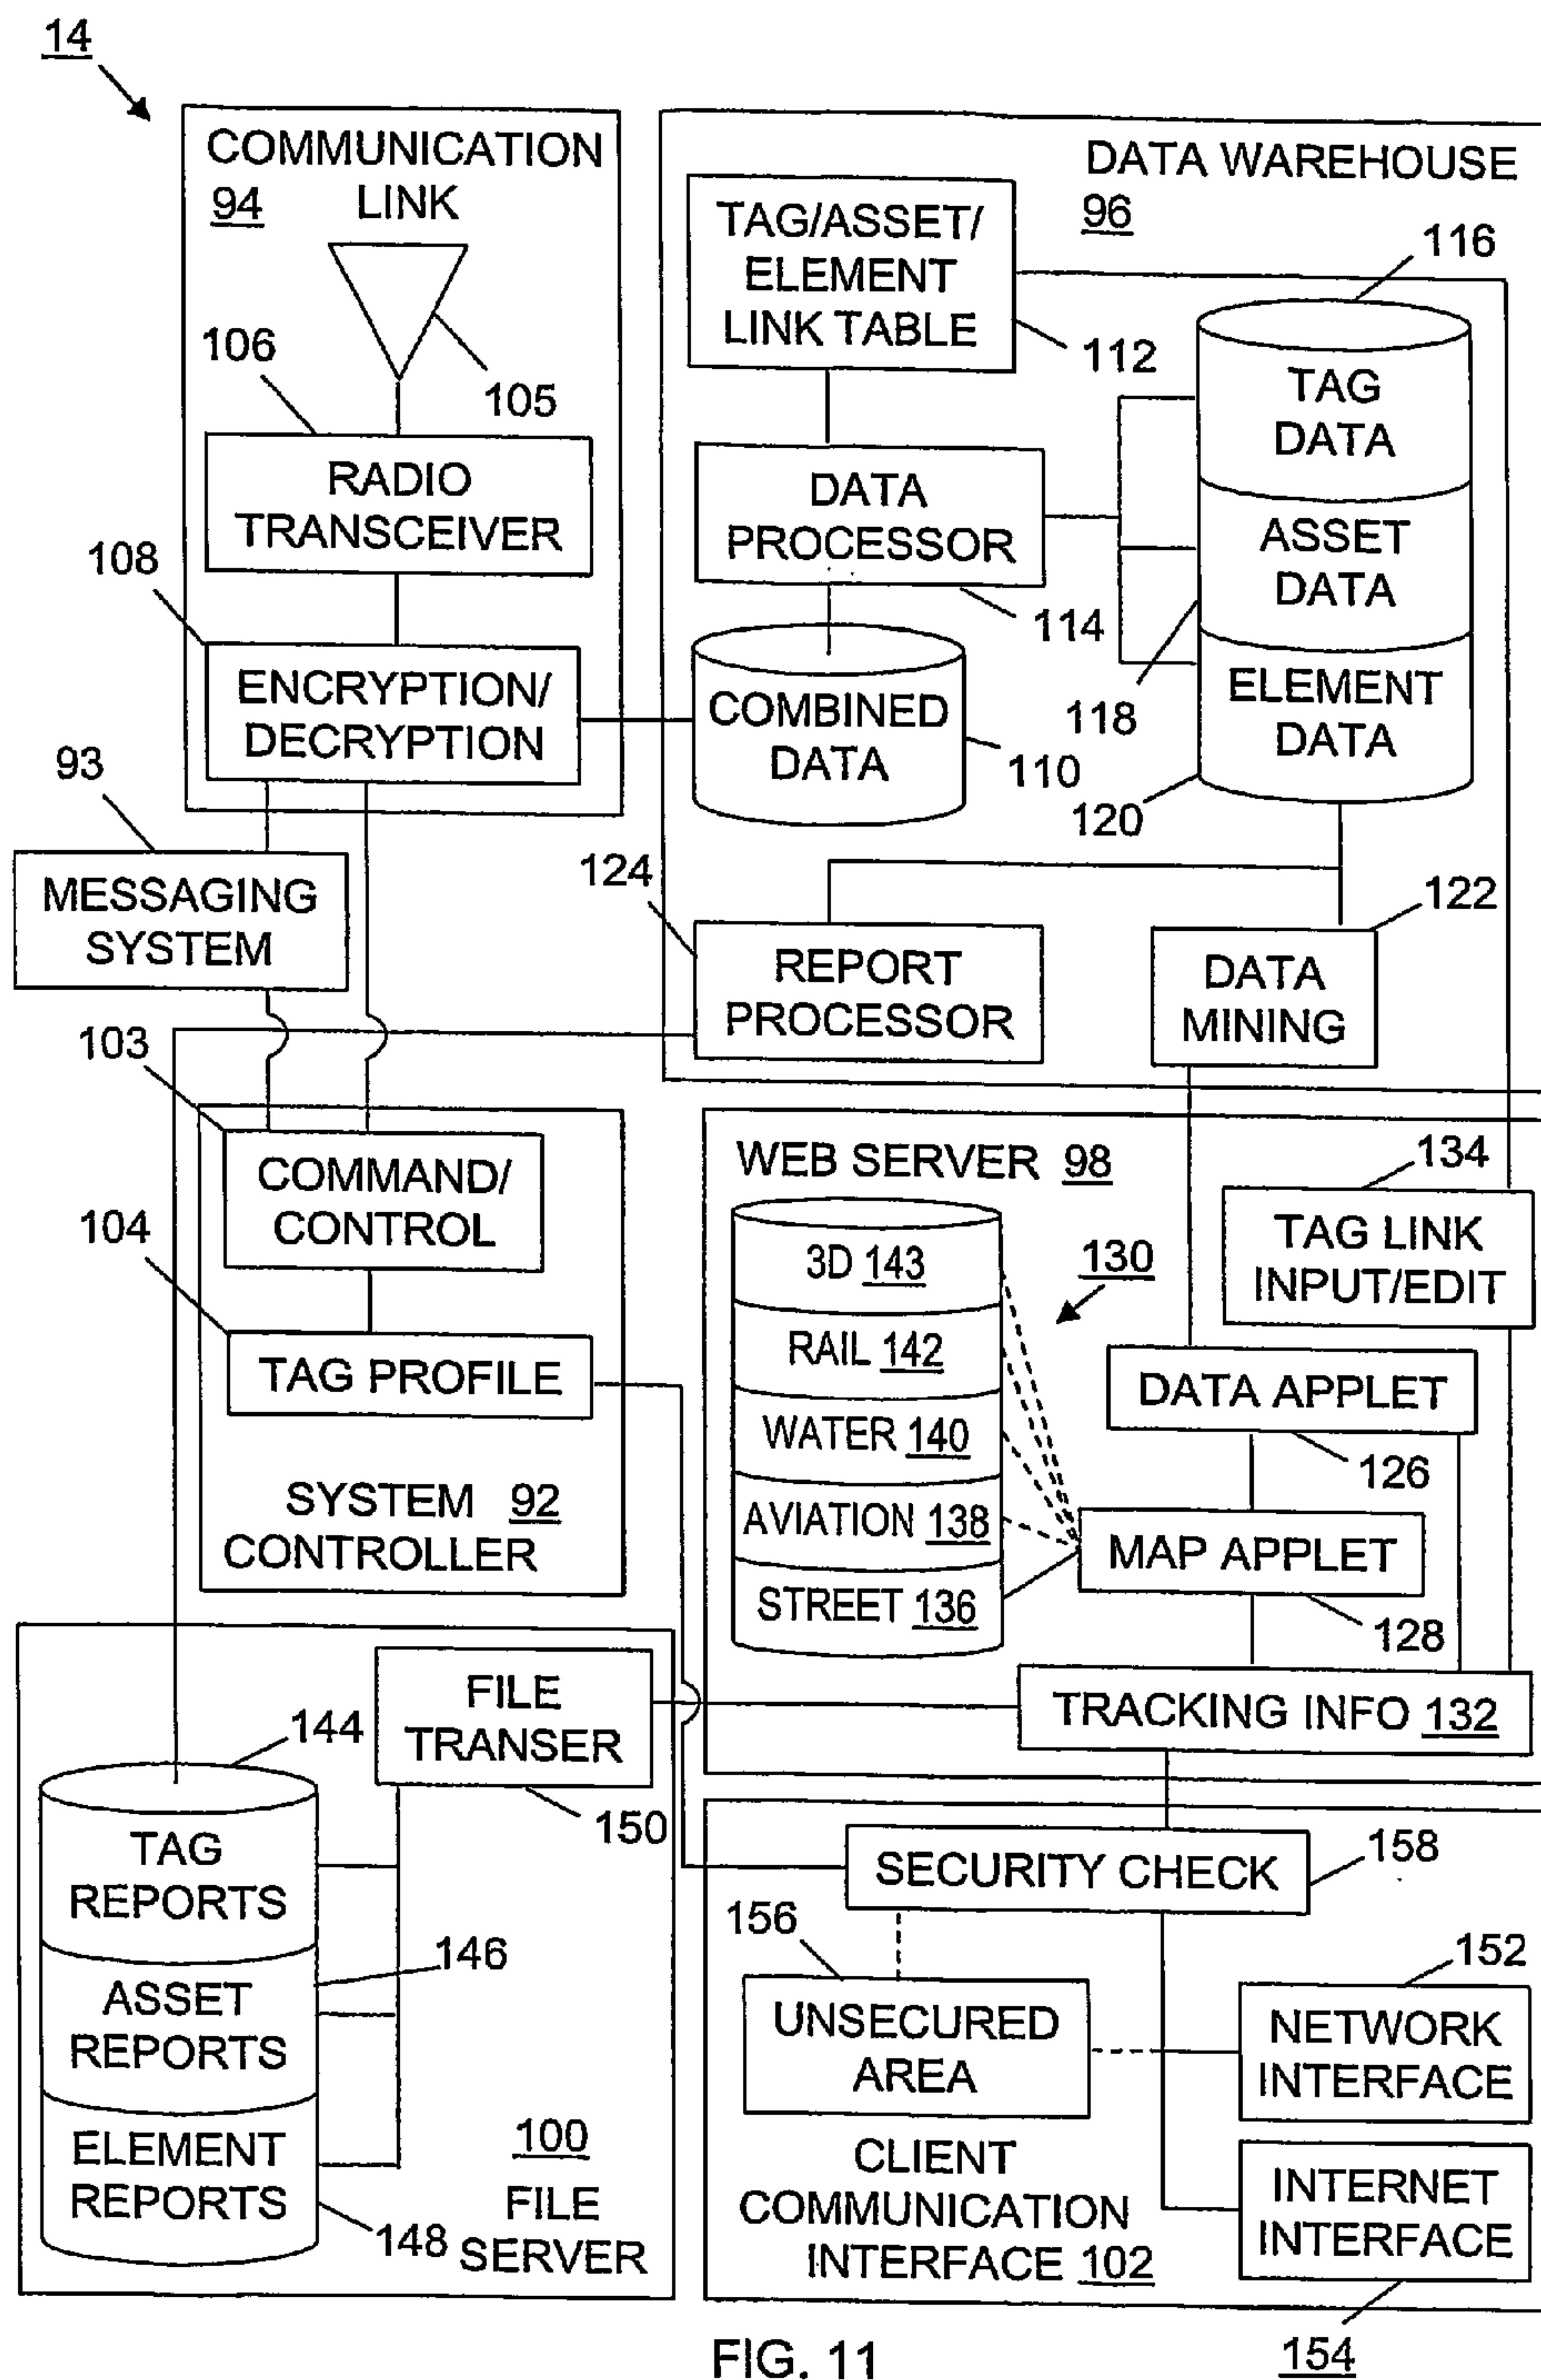 14
COMMUNICATION
94 LINK
105
106
RADIO
TRANSCEIVER
108
ENCRYPTION/
DECRYPTION
93
MESSAGING
SYSTEM
DATA WAREHOUSE
96
TAG/ASSET/
ELEMENT
LINK TABLE
112
116
TAG
DATA
ASSET
DATA
118
ELEMENT
DATA
120
DATA
PROCESSOR
114
COMBINED
DATA
110
124
REPORT
PROCESSOR
122
DATA
MINING
103
COMMAND/
CONTROL
104
TAG PROFILE
SYSTEM 92
CONTROLLER
WEB SERVER 98
134
TAG LINK
INPUT/EDIT
130
3D 143
RAIL 142
WATER 140
AVIATION 138
STREET 136
DATA APPLET
126
MAP APPLET
128
TRACKING INFO 132
FILE
TRANSER
150
144
TAG
REPORTS
146
ASSET
REPORTS
ELEMENT
REPORTS
148
100
FILE
SERVER
SECURITY CHECK
158
156
UNSECURED
AREA
152
NETWORK
INTERFACE
INTERNET
INTERFACE
154
CLIENT
COMMUNICATION
INTERFACE 102
FIG. 11